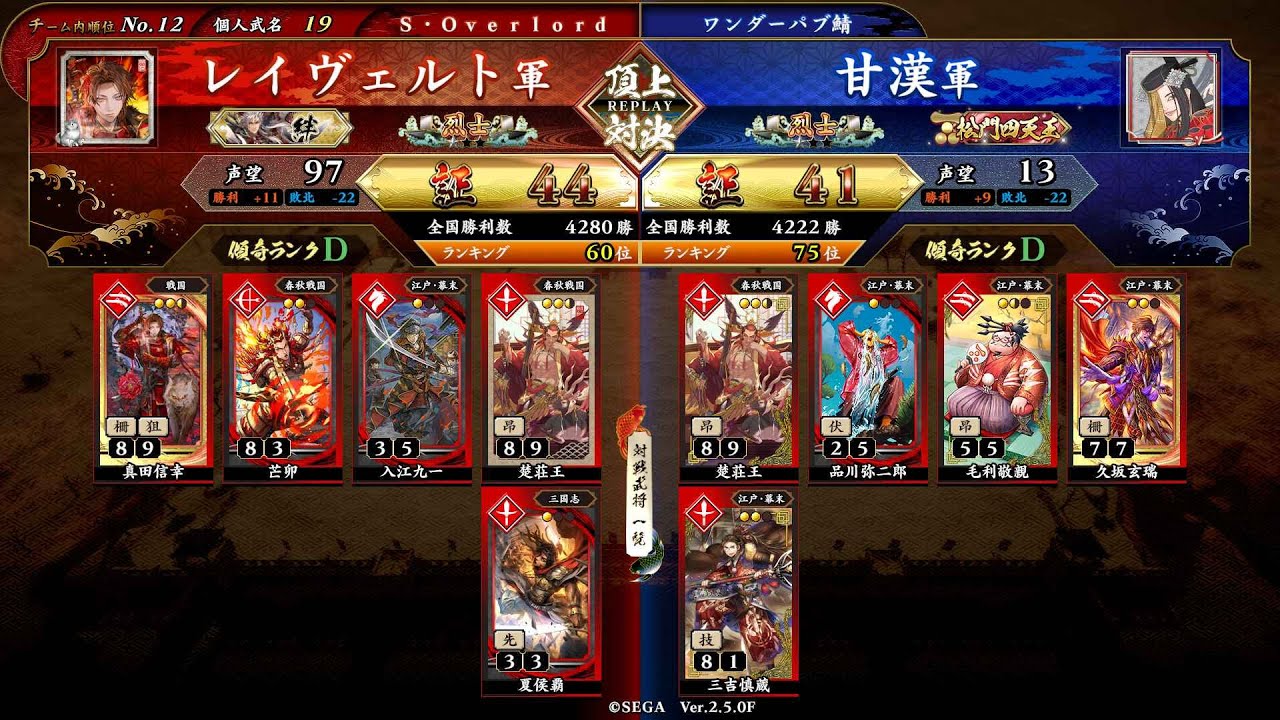 チーム内順位 No.12 個人武名 19
S・Overlord
ワンダーパブ鯖
レイヴェルト軍
頂上
REPLAY
対決
甘漢軍
絆
烈士
烈士
松門四天王
声望 97
勝利 +11 敗北 -22
証 44
証 41
声望 13
勝利 +9 敗北 -22
全国勝利数 4280勝
全国勝利数 4222勝
傾奇ランクD
ランキング 60位
ランキング 75位
傾奇ランクD
戦国
春秋戦国
江戸・幕末
春秋戦国
春秋戦国
江戸・幕末
江戸・幕末
江戸・幕末
柵 狙
昴
昴
伏
昴
柵
8 9
8 3
3 5
8 9
8 9
2 5
5 5
7 7
真田信幸
芒卯
入江九一
楚荘王
楚荘王
品川弥二郎
毛利敬親
久坂玄瑞
対戦武将一覧
三国志
江戸・幕末
先
技
3 3
8 1
夏侯覇
三吉慎蔵
©SEGA Ver.2.5.0F